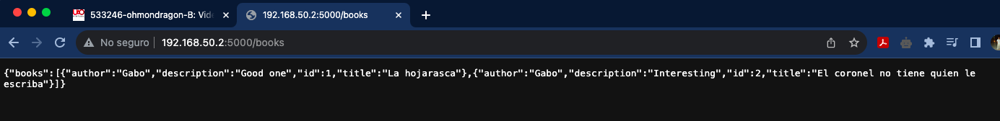 UAO 533246-ohmondragon-B: Vide
192.168.50.2:5000/books
No seguro 192.168.50.2:5000/books
{"books":[{"author":"Gabo","description":"Good one","id":1,"title":"La hojarasca"},{"author":"Gabo","description":"Interesting","id":2,"title":"El coronel no tiene quien le
escriba"}]}